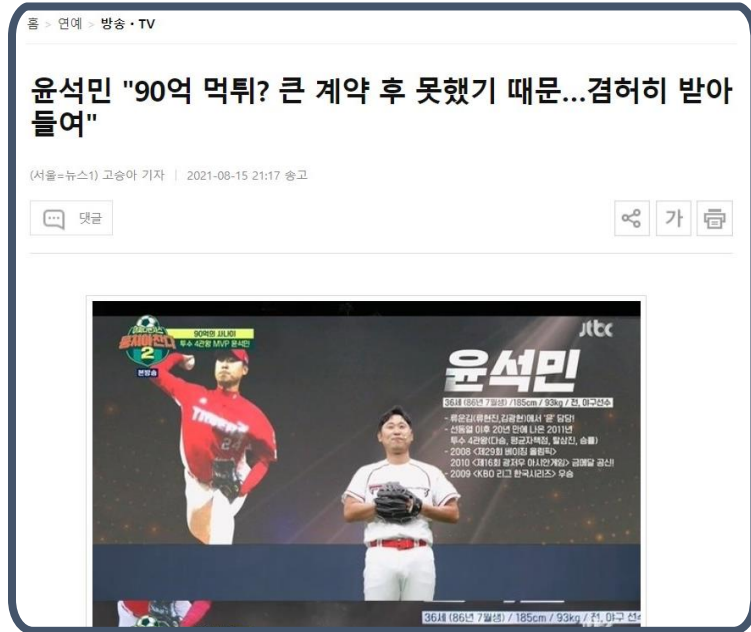 홈 > 연예 > 방송・TV
윤석민 "90억 먹튀? 큰 계약 후 못했기 때문…겸허히 받아
들여"
(서울=뉴스1) 고승아 기자 | 2021-08-15 21:17 송고
댓글
가
뭉쳐야찬다
2
본방송
90억의 사나이
투수 4관왕 MVP 윤석민
jtbc
TIGERS
24
윤석민
36세 (86년 7월생) / 185cm / 93kg / 전, 야구선수
- 류윤김(류현진,김광현)에서 '윤' 담당!
- 선동열 이후 20년 만에 나온 2011년
투수 4관왕(다승, 평균자책점, 탈삼진, 승률)
- 2008 <제29회 베이징 올림픽>
2010 <제16회 광저우 아시안게임> 금메달 공신!
- 2009 <KBO 리그 한국시리즈> 우승
36세 (86년 7월생) / 185cm / 93kg / 전, 야구 선